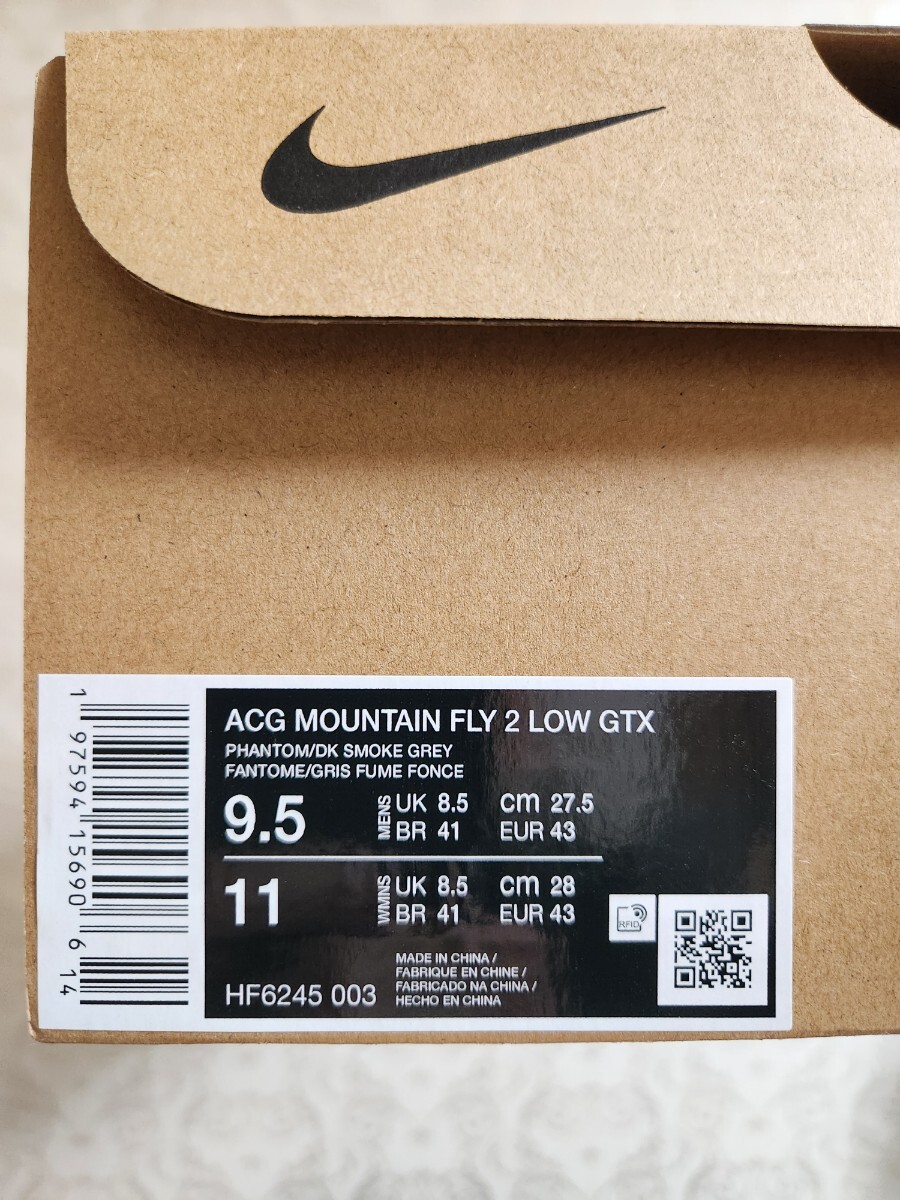 ACG MOUNTAIN FLY 2 LOW GTX
PHANTOM/DK SMOKE GREY
FANTOME/GRIS FUME FONCE
9.5 MENS UK 8.5 cm 27.5
BR 41 EUR 43
11 WMNS UK 8.5 cm 28
BR 41 EUR 43
RFID
HF6245 003
MADE IN CHINA /
FABRIQUE EN CHINE /
FABRICADO NA CHINA /
HECHO EN CHINA
1 97594 15690 6 14